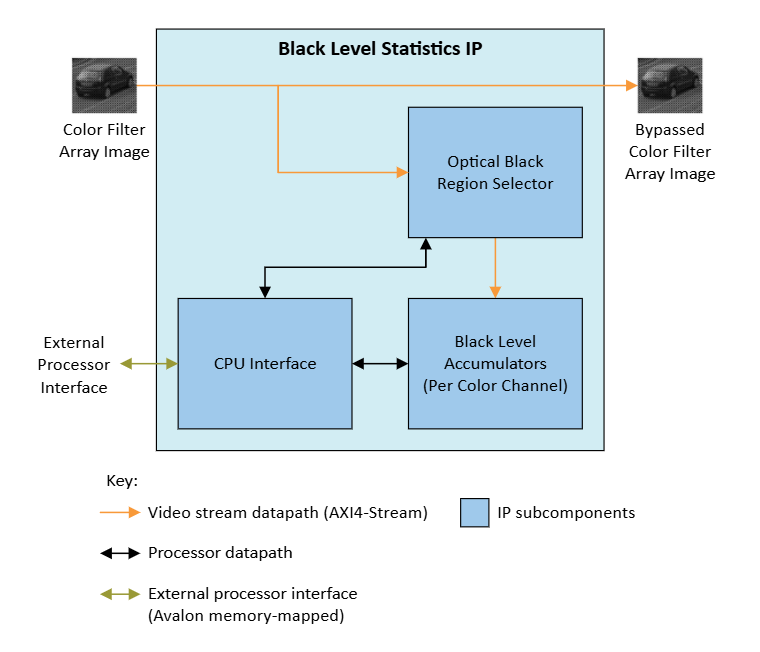 Black Level Statistics IP
Color Filter
Array Image
Bypassed
Color Filter
Array Image
Optical Black
Region Selector
External
Processor
Interface
CPU Interface
Black Level
Accumulators
(Per Color Channel)
Key:
Video stream datapath (AXI4-Stream)
IP subcomponents
Processor datapath
External processor interface
(Avalon memory-mapped)